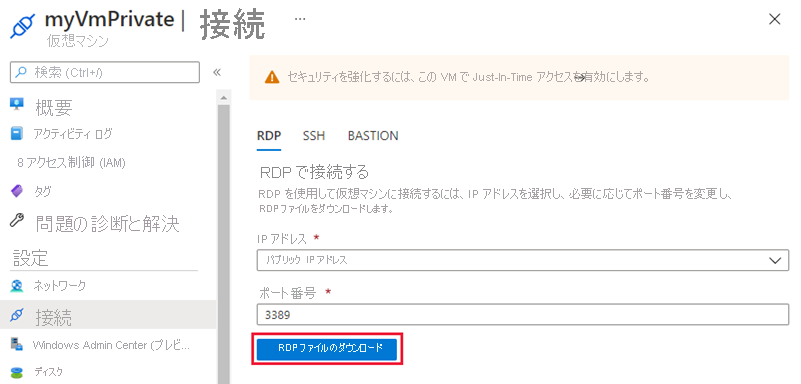 myVmPrivate | 接続 ...
仮想マシン
検索 (Ctrl+/)
«
概要
アクティビティ ログ
8 アクセス制御 (IAM)
タグ
問題の診断と解決
設定
ネットワーク
接続
Windows Admin Center (プレビ...
ディスク
セキュリティを強化するには、この VM で Just-In-Time アクセスを有効にします。
RDP SSH BASTION
RDP で接続する
RDP を使用して仮想マシンに接続するには、IP アドレスを選択し、必要に応じてポート番号を変更し、
RDPファイルをダウンロードします。
IP アドレス *
パブリック IP アドレス
ポート番号 *
3389
RDPファイルのダウンロード